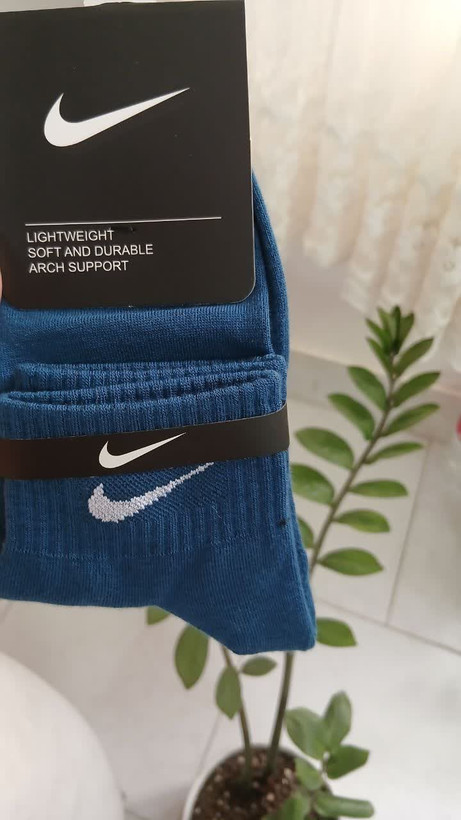 LIGHTWEIGHT
SOFT AND DURABLE
ARCH SUPPORT